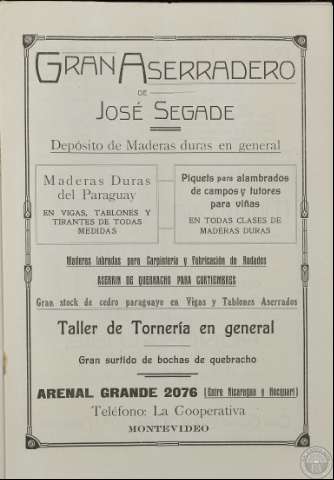 GRAN ASERRADERO
DE
JOSÉ SEGADE
Depósito de Maderas duras en general
Maderas Duras
del Paraguay
EN VIGAS, TABLONES Y
TIRANTES DE TODAS
MEDIDAS
Piquets para alambrados
de campos y tutores
para viñas
EN TODAS CLASES DE
MADERAS DURAS
Maderas labradas para Carpintería y Fabricación de Rodados
ASERRIN DE QUEBRACHO PARA CURTIEMBRES
Gran stock de cedro paraguayo en Vigas y Tablones Aserrados
Taller de Tornería en general
Gran surtido de bochas de quebracho
ARENAL GRANDE 2076 (Entre Nicaragua y Hocquart)
Teléfono: La Cooperativa
MONTEVIDEO